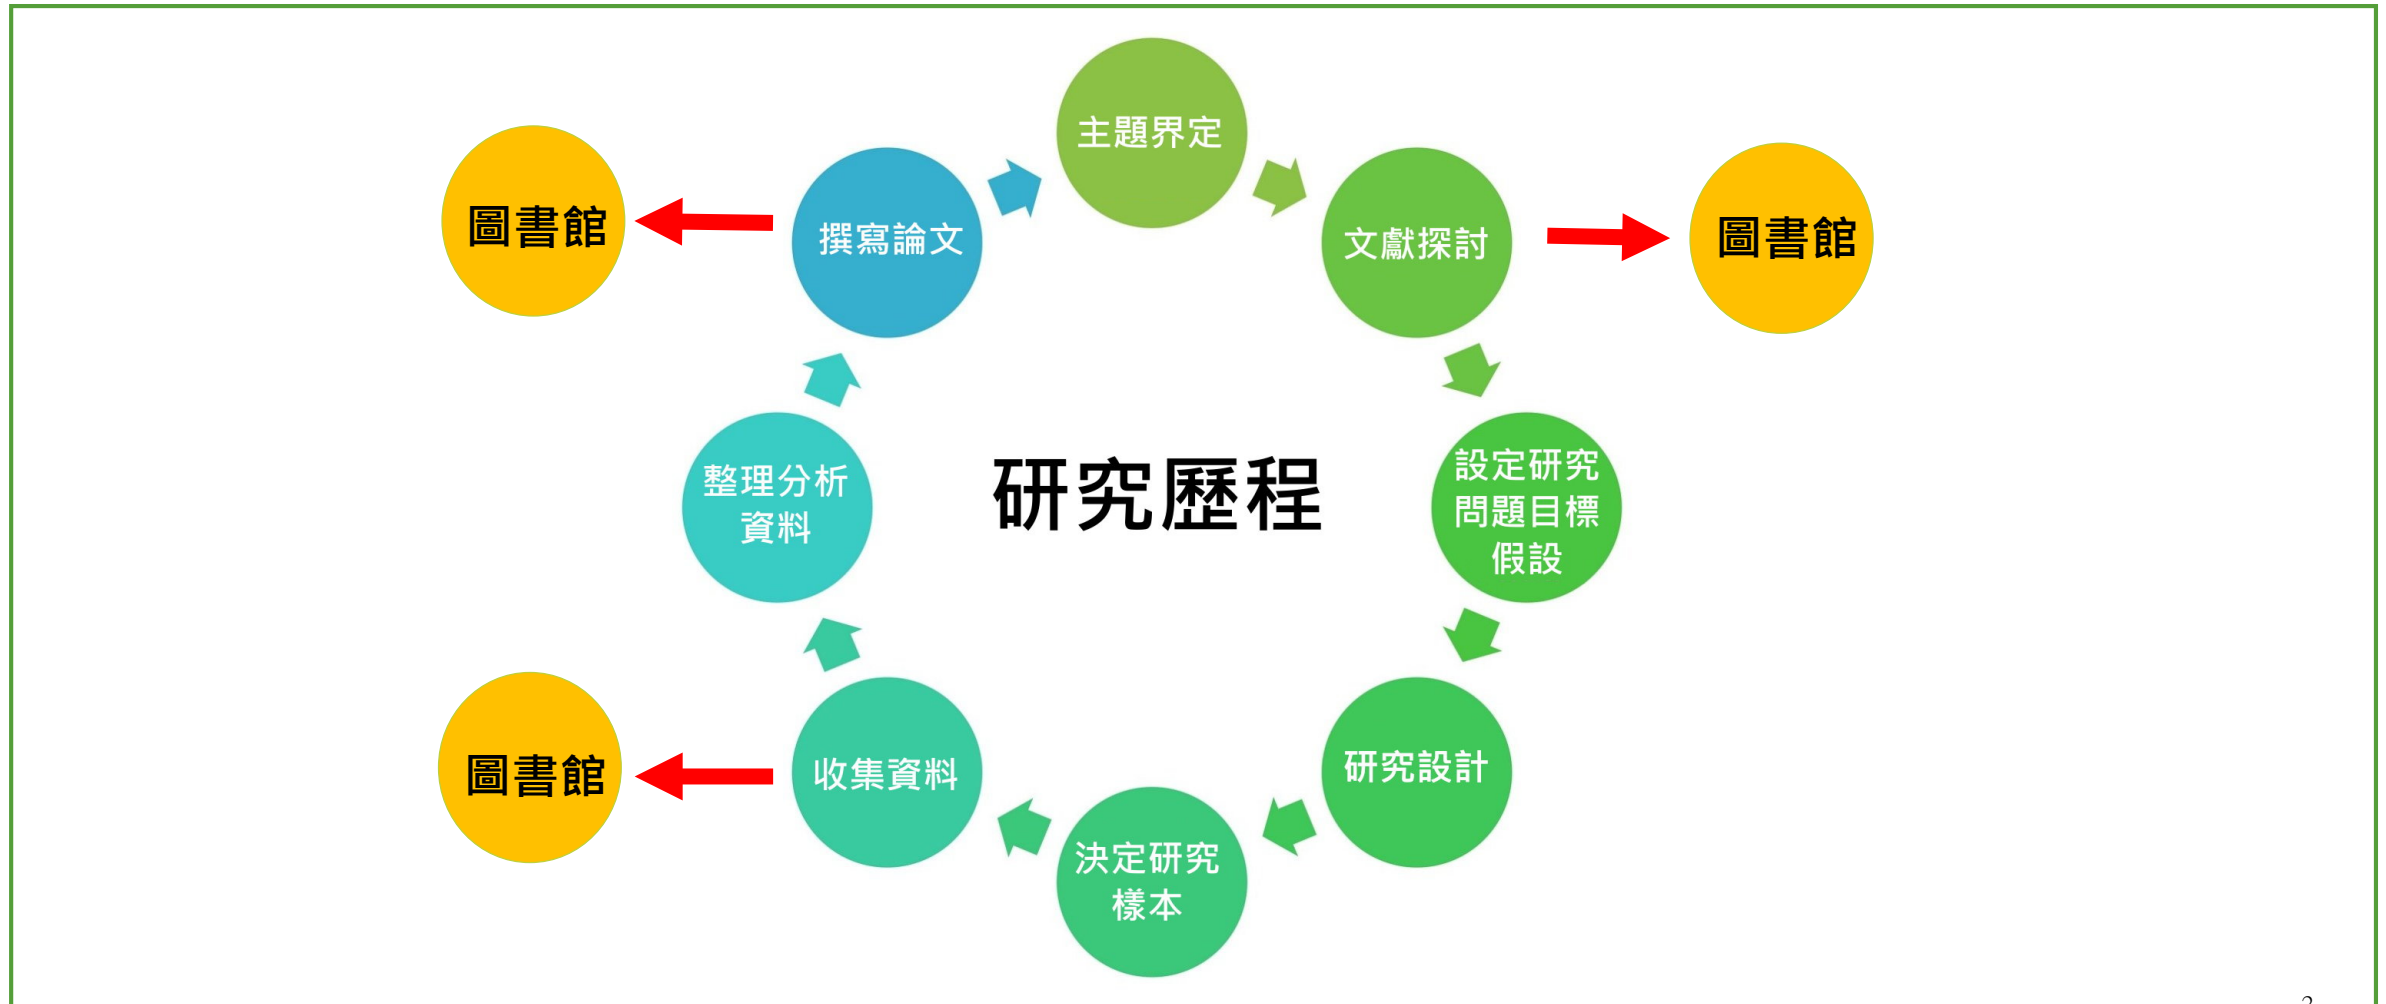 主題界定
撰寫論文
文獻探討
圖書館
圖書館
整理分析
資料
研究歷程
設定研究
問題目標
假設
圖書館
收集資料
研究設計
決定研究
樣本